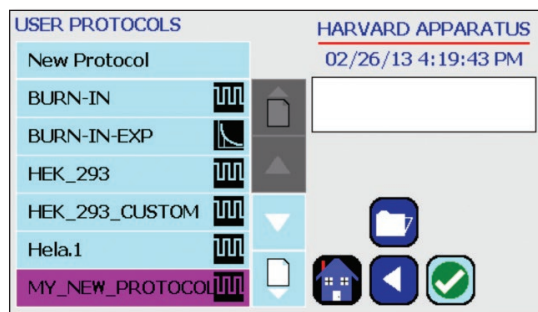 USER PROTOCOLS
New Protocol
BURN-IN
BURN-IN-EXP
HEK_293
HEK_293_CUSTOM
Hela.1
MY_NEW_PROTOCOL
HARVARD APPARATUS
02/26/13 4:19:43 PM